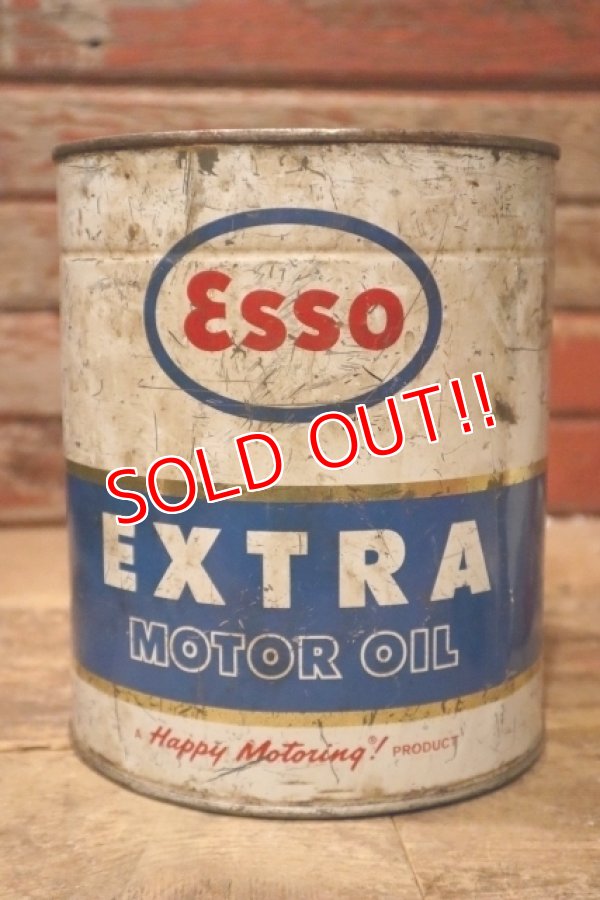 Esso
SOLD OUT!!
EXTRA
MOTOR OIL
A Happy Motoring®! PRODUCT